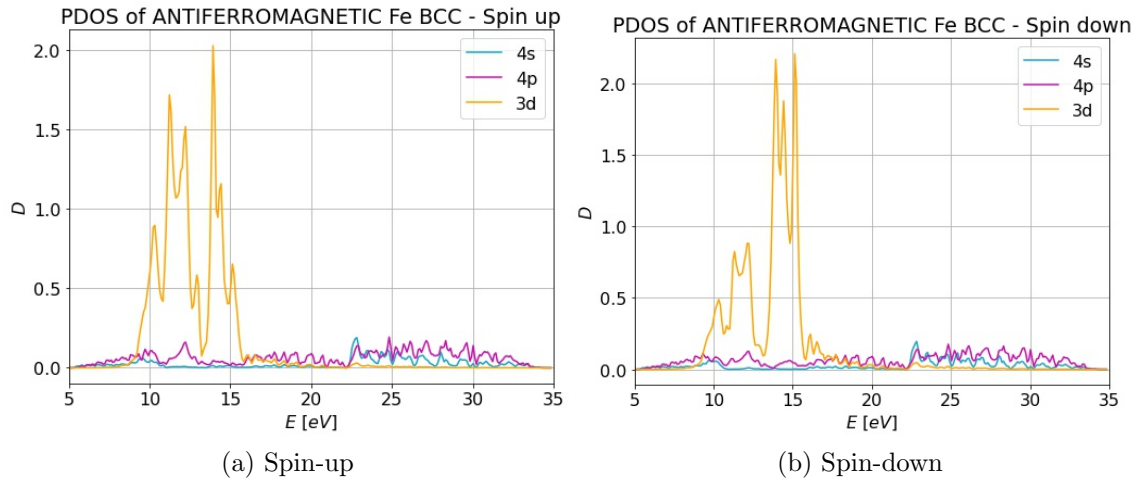 PDOS of ANTIFERROMAGNETIC Fe BCC - Spin up
2.0
1.5
1.0
0.5
0.0
D
4s
4p
3d
5 10 15 20 25 30 35
E [eV]
(a) Spin-up
PDOS of ANTIFERROMAGNETIC Fe BCC - Spin down
2.0
1.5
1.0
0.5
0.0
D
4s
4p
3d
5 10 15 20 25 30 35
E [eV]
(b) Spin-down